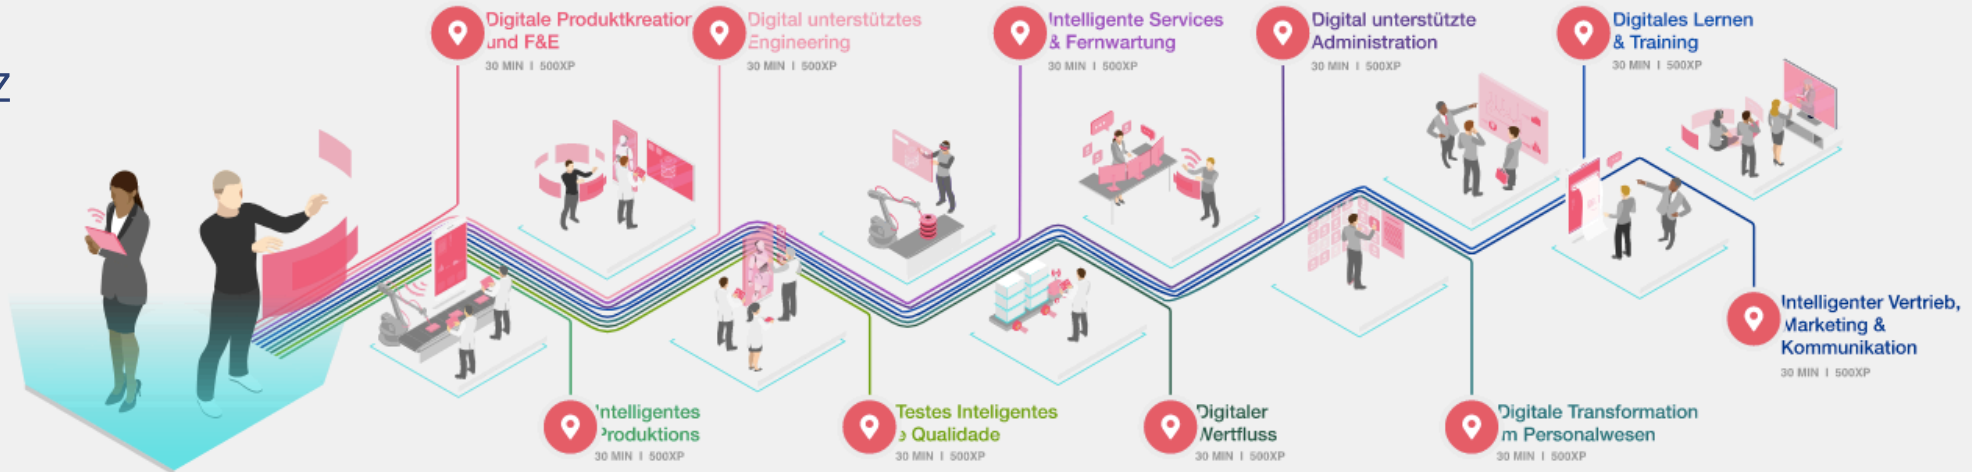 z
Digitale Produktkreation
und F&E
30 MIN I 500XP
Digital unterstütztes
Engineering
30 MIN I 500XP
Intelligente Services
& Fernwartung
30 MIN I 500XP
Digital unterstützte
Administration
30 MIN I 500XP
Digitales Lernen
& Training
30 MIN I 500XP
Intelligenter Vertrieb,
Marketing &
Kommunikation
30 MIN I 500XP
Intelligentes
Produktions
30 MIN I 500XP
Testes Inteligentes
e Qualidade
30 MIN I 500XP
Digitaler
Wertfluss
30 MIN I 500XP
Digitale Transformation
im Personalwesen
30 MIN I 500XP